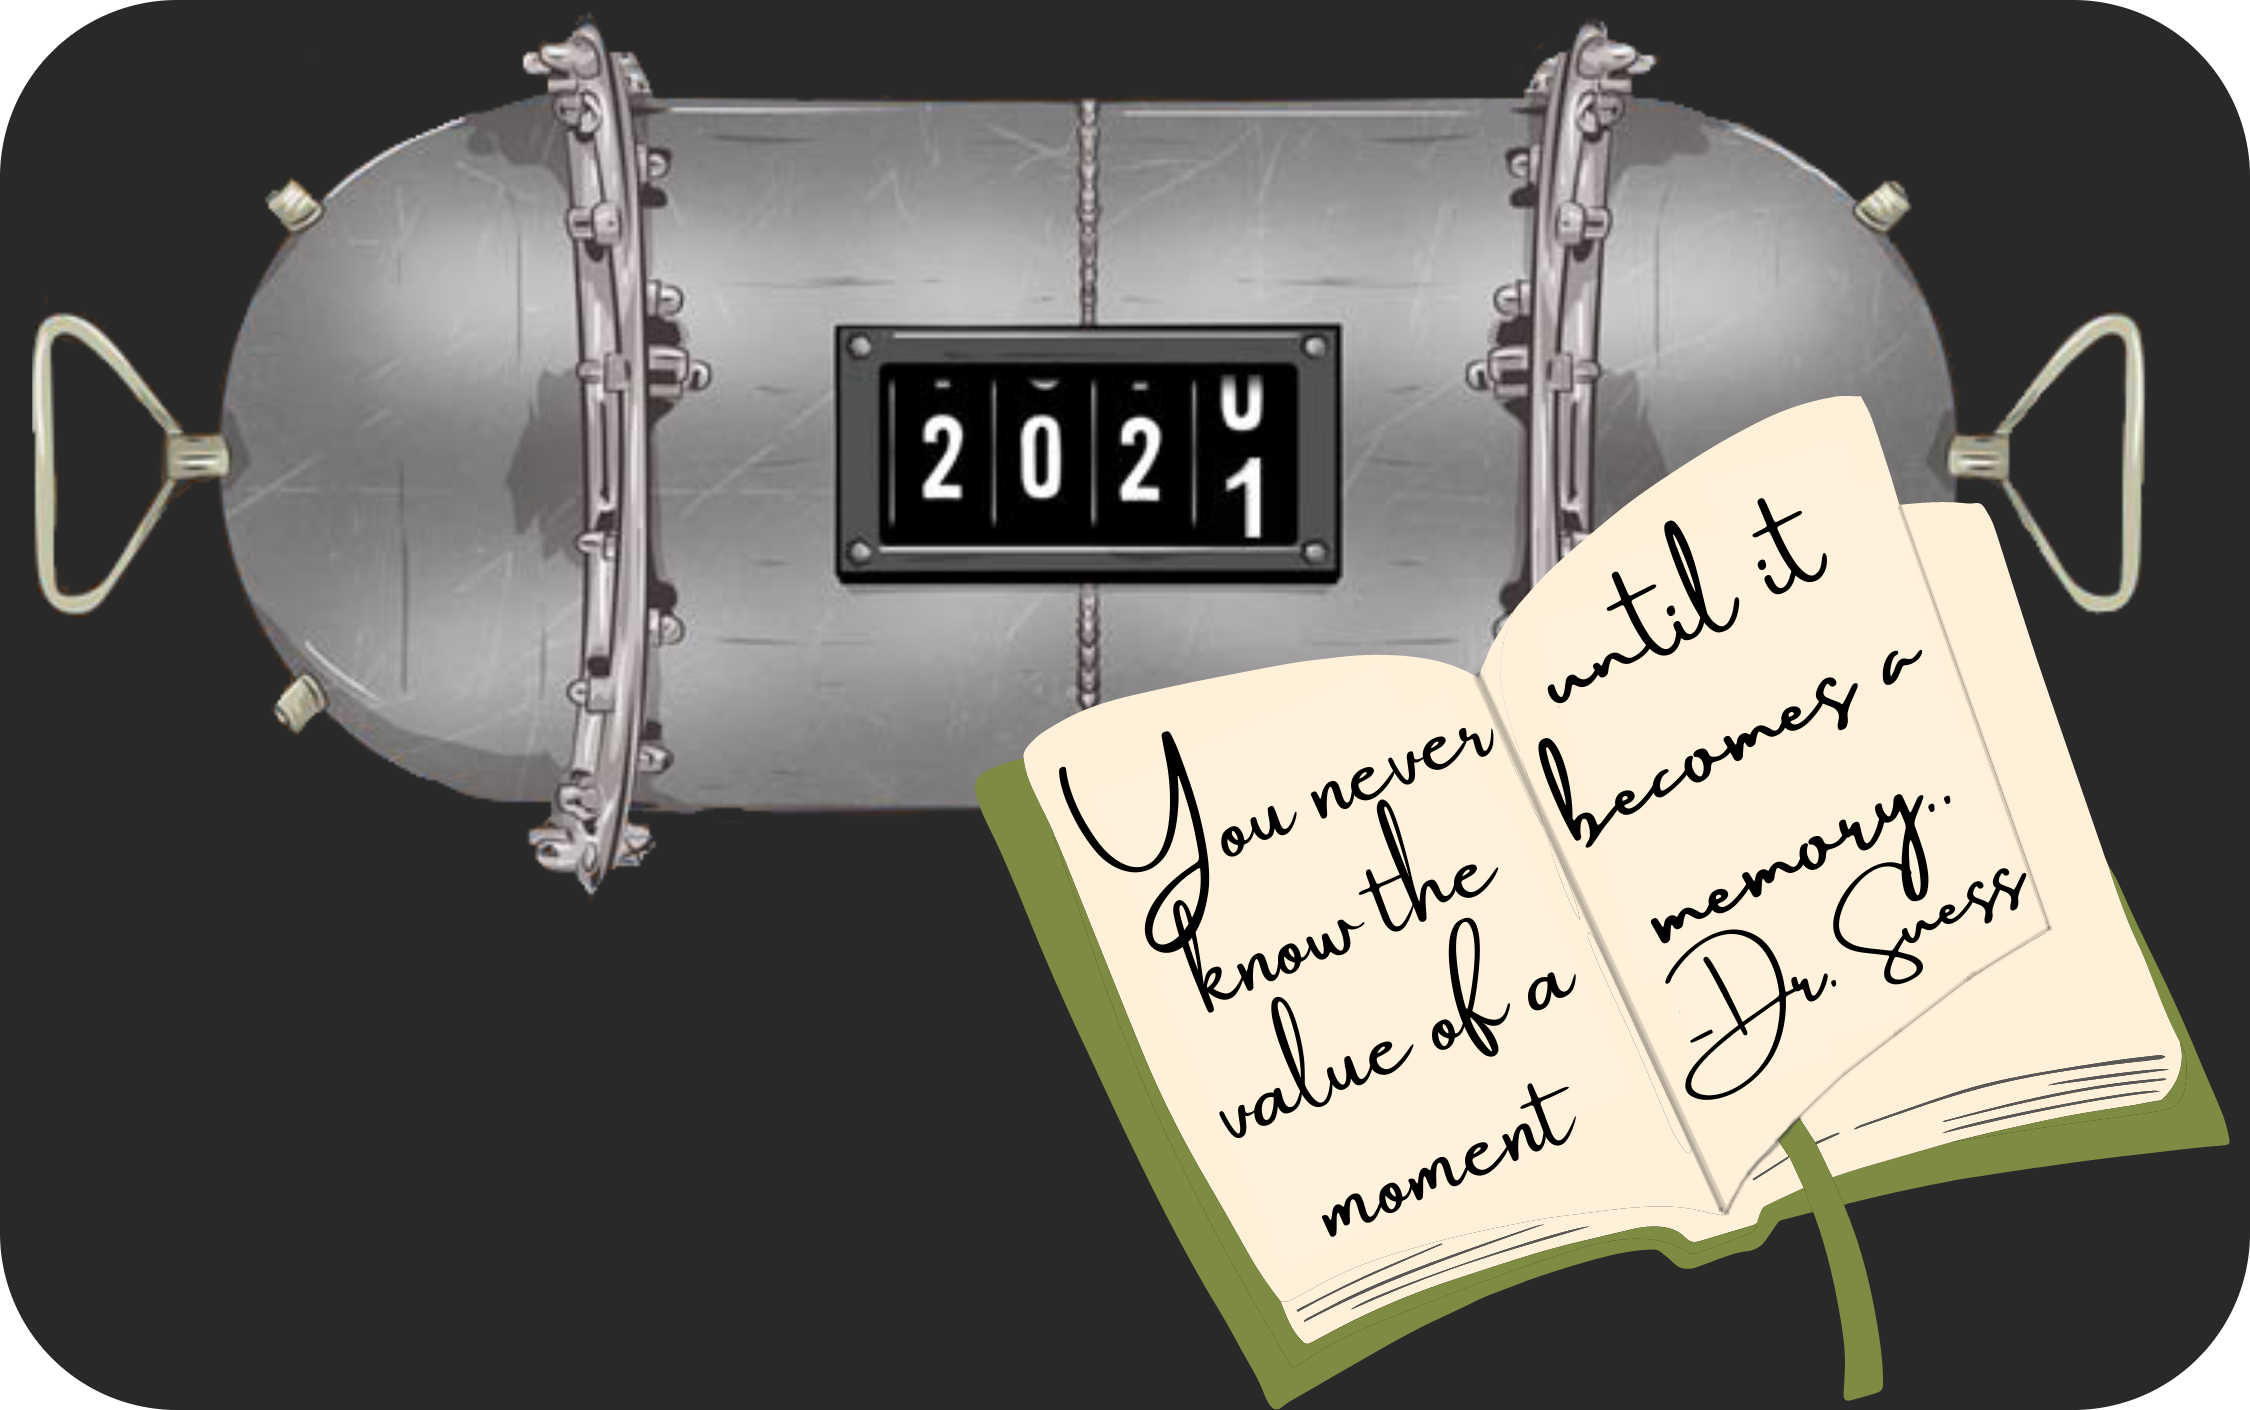 2021
You never
know the
value of a
moment
until it
becomes a
memory..
-Dr. Suess